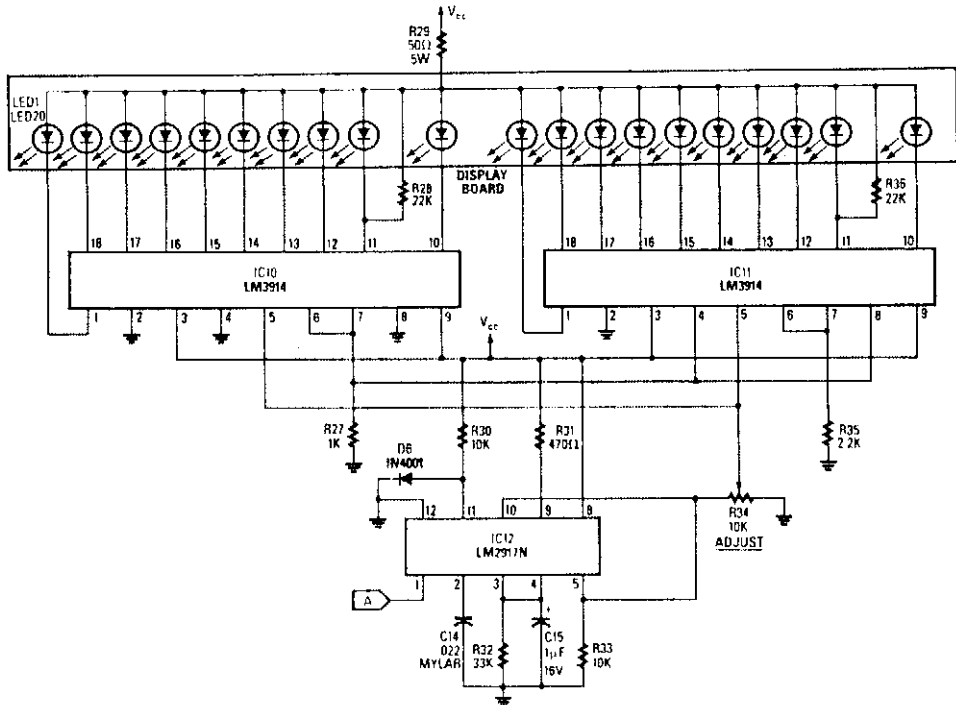 Vcc
R29
50Ω
5W
LED1
LED20
DISPLAY
BOARD
R28
22K
R36
22K
18 17 16 15 14 13 12 11 10
IC10
LM3914
1 2 3 4 5 6 7 8 9
18 17 16 15 14 13 12 11 10
IC11
LM3914
1 2 3 4 5 6 7 8 9
Vcc
R27
1K
R30
10K
R31
470Ω
R35
2.2K
D6
1N4001
12 11 10 9 8
IC12
LM2917N
1 2 3 4 5
R34
10K
ADJUST
A
C14
.022
MYLAR
R32
33K
+
C15
1µF
16V
R33
10K